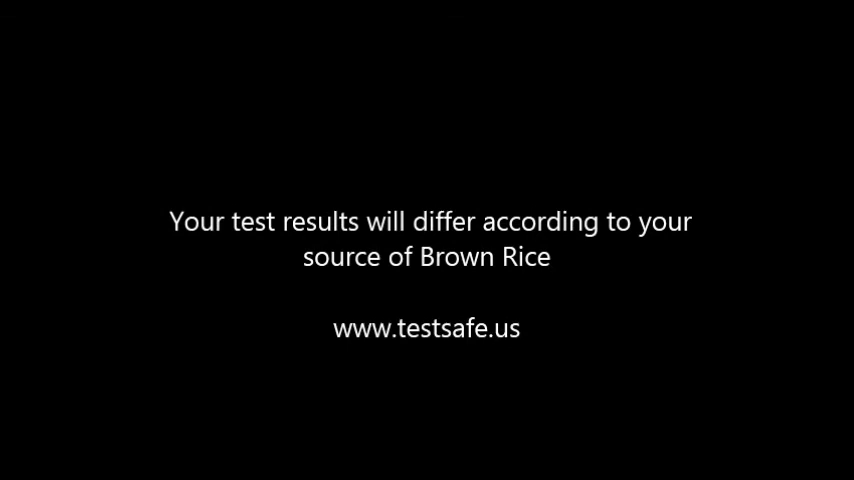 Your test results will differ according to your
source of Brown Rice
www.testsafe.us